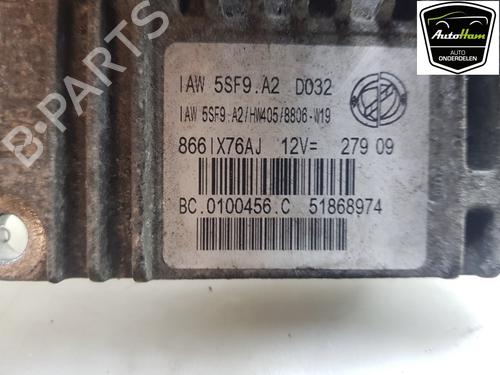 AutoHam
AUTO
ONDERDELEN
IAW 5SF9.A2 D032
IAW 5SF9.A2/HW405/8806-W19
866IX76AJ 12V= 279 09
BC.0100456.C 51868974